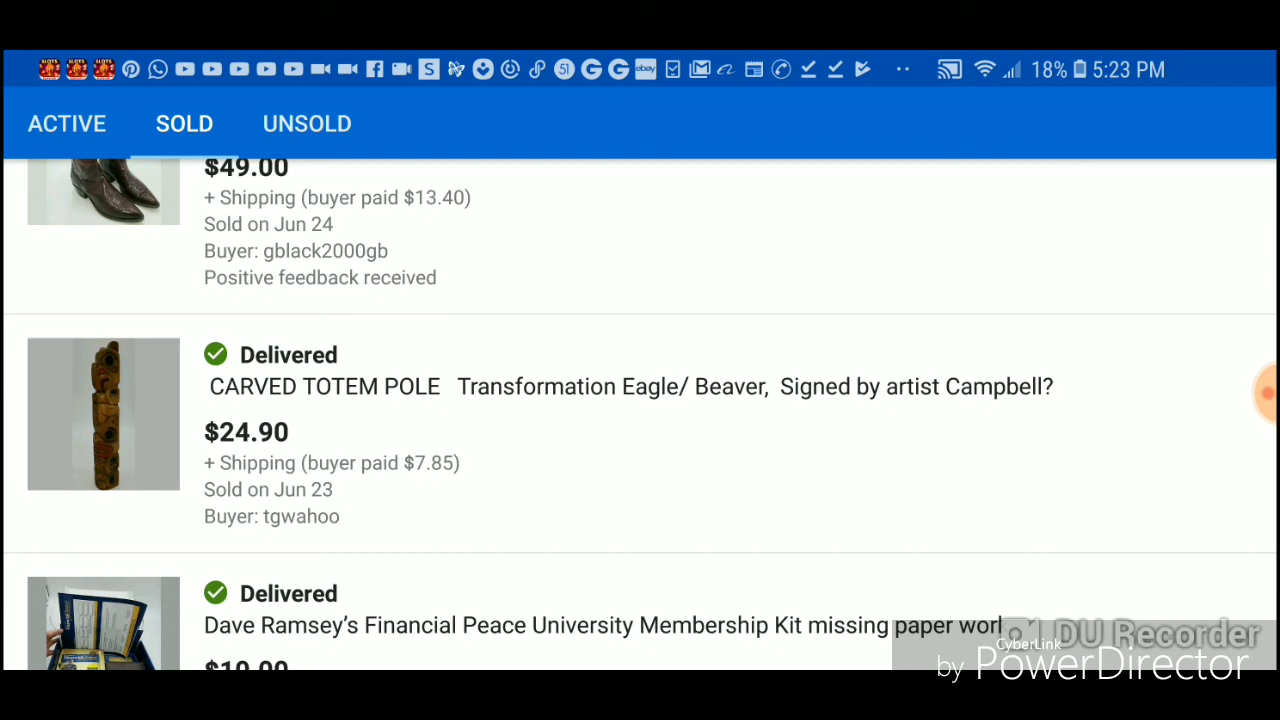 18% 5:23 PM
ACTIVE SOLD UNSOLD
$49.00
+ Shipping (buyer paid $13.40)
Sold on Jun 24
Buyer: gblack2000gb
Positive feedback received
Delivered
CARVED TOTEM POLE Transformation Eagle/ Beaver, Signed by artist Campbell?
$24.90
+ Shipping (buyer paid $7.85)
Sold on Jun 23
Buyer: tgwahoo
Delivered
Dave Ramsey’s Financial Peace University Membership Kit missing paper worl
DU Recorder
CyberLink
by PowerDirector